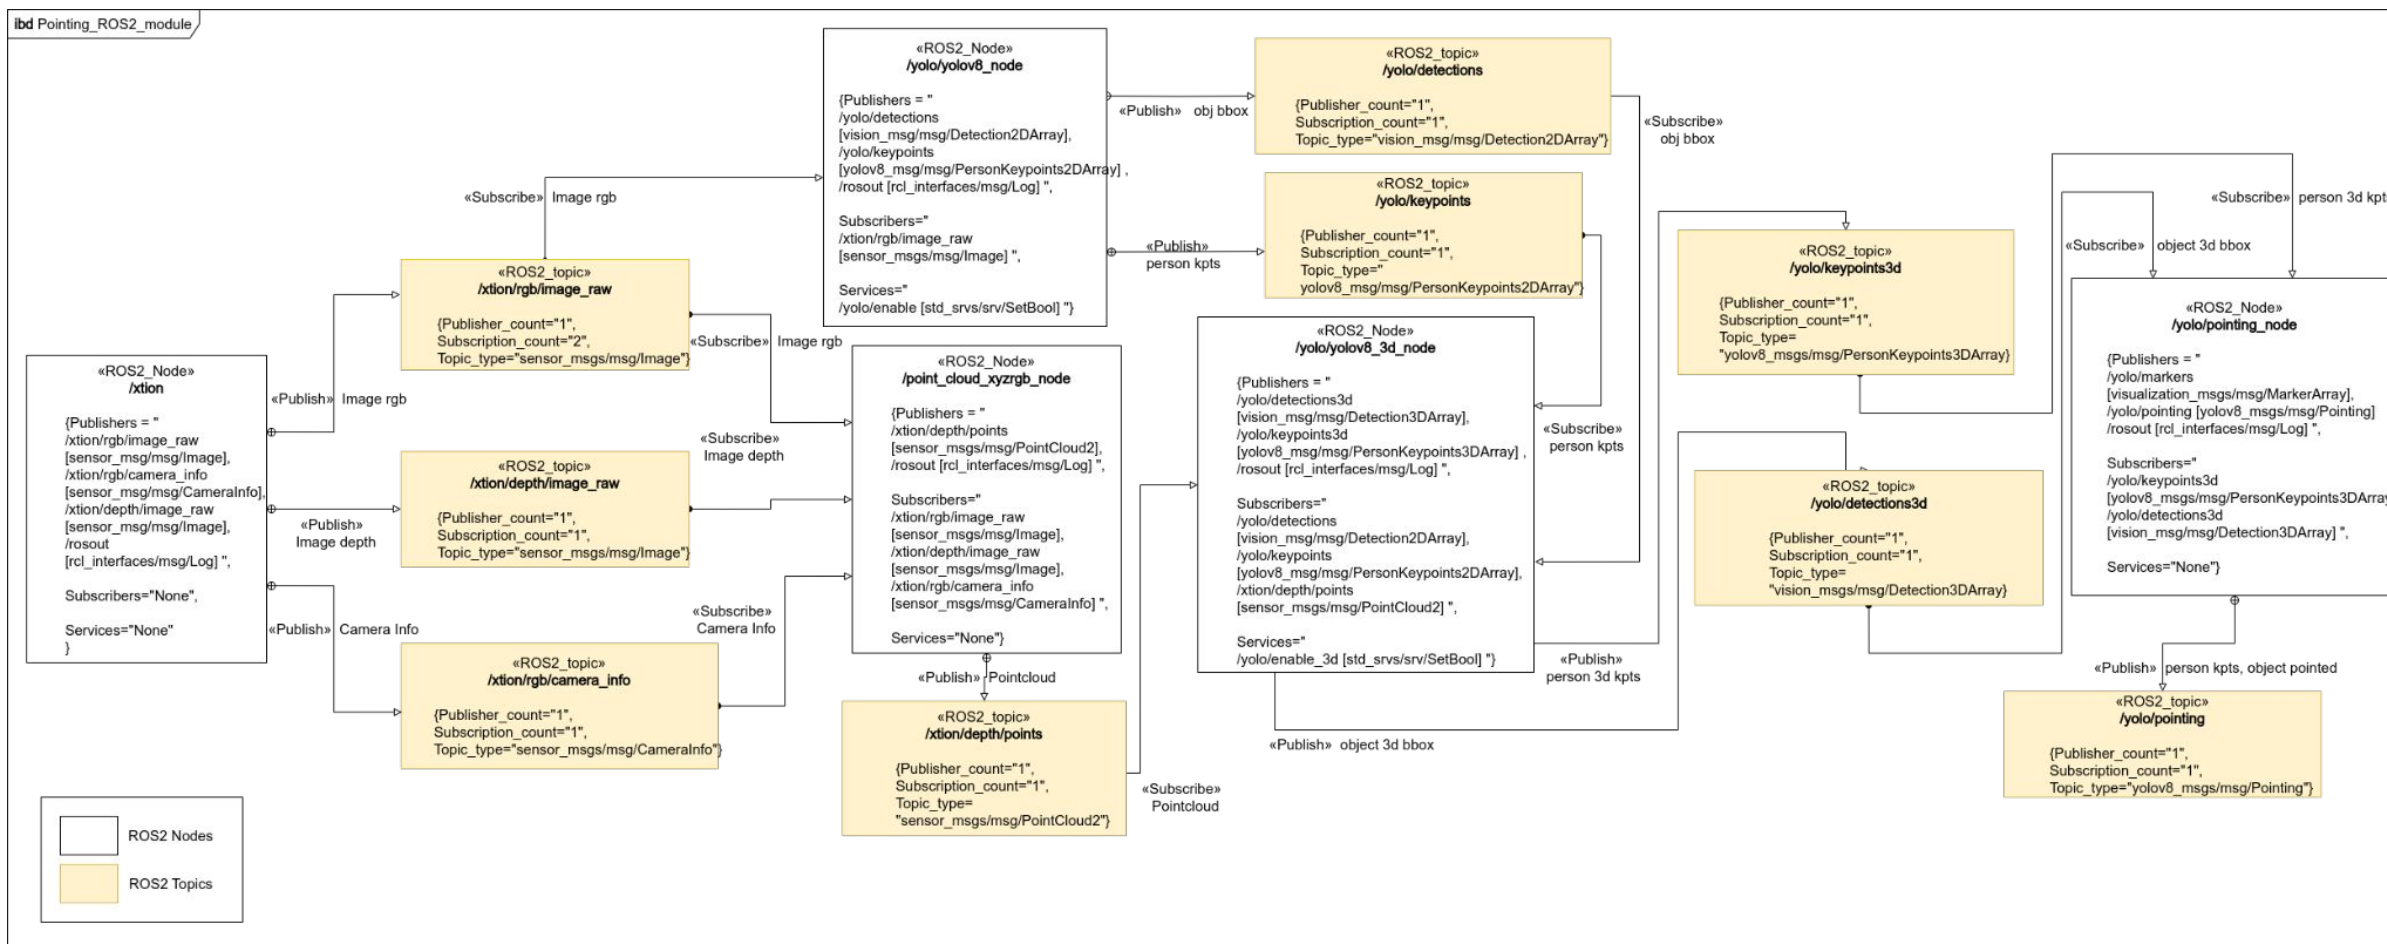 ibd Pointing_ROS2_module
«ROS2_Node»
/xtion
{Publishers = "
/xtion/rgb/image_raw
[sensor_msg/msg/Image],
/xtion/rgb/camera_info
[sensor_msg/msg/CameraInfo],
/xtion/depth/image_raw
[sensor_msg/msg/Image],
/rosout
[rcl_interfaces/msg/Log] ",
Subscribers="None",
Services="None"
}
«Publish» Image rgb
«Publish»
Image depth
«Publish» Camera Info
«ROS2_topic»
/xtion/rgb/image_raw
{Publisher_count="1",
Subscription_count="2",
Topic_type="sensor_msgs/msg/Image"}
«ROS2_topic»
/xtion/depth/image_raw
{Publisher_count="1",
Subscription_count="1",
Topic_type="sensor_msgs/msg/Image"}
«ROS2_topic»
/xtion/rgb/camera_info
{Publisher_count="1",
Subscription_count="1",
Topic_type="sensor_msgs/msg/CameraInfo"}
«Subscribe» Image rgb
«Subscribe» Image rgb
«Subscribe»
Image depth
«Subscribe»
Camera Info
«ROS2_Node»
/yolo/yolov8_node
{Publishers = "
/yolo/detections
[vision_msg/msg/Detection2DArray],
/yolo/keypoints
[yolov8_msg/msg/PersonKeypoints2DArray] ,
/rosout [rcl_interfaces/msg/Log] ",
Subscribers="
/xtion/rgb/image_raw
[sensor_msgs/msg/Image] ",
Services="
/yolo/enable [std_srvs/srv/SetBool] "}
«ROS2_Node»
/point_cloud_xyzrgb_node
{Publishers = "
/xtion/depth/points
[sensor_msgs/msg/PointCloud2],
/rosout [rcl_interfaces/msg/Log] ",
Subscribers="
/xtion/rgb/image_raw
[sensor_msgs/msg/Image],
/xtion/depth/image_raw
[sensor_msgs/msg/Image],
/xtion/rgb/camera_info
[sensor_msgs/msg/CameraInfo] ",
Services="None"}
«Publish» Pointcloud
«ROS2_topic»
/xtion/depth/points
{Publisher_count="1",
Subscription_count="1",
Topic_type=
"sensor_msgs/msg/PointCloud2"}
«Subscribe»
Pointcloud
«Publish» obj bbox
«Publish»
person kpts
«ROS2_topic»
/yolo/detections
{Publisher_count="1",
Subscription_count="1",
Topic_type="vision_msg/msg/Detection2DArray"}
«ROS2_topic»
/yolo/keypoints
{Publisher_count="1",
Subscription_count="1",
Topic_type="
yolov8_msg/msg/PersonKeypoints2DArray"}
«Subscribe»
obj bbox
«Subscribe»
person kpts
«ROS2_Node»
/yolo/yolov8_3d_node
{Publishers = "
/yolo/detections3d
[vision_msg/msg/Detection3DArray],
/yolo/keypoints3d
[yolov8_msg/msg/PersonKeypoints3DArray] ,
/rosout [rcl_interfaces/msg/Log] ",
Subscribers="
/yolo/detections
[vision_msg/msg/Detection2DArray],
/yolo/keypoints
[yolov8_msg/msg/PersonKeypoints2DArray],
/xtion/depth/points
[sensor_msgs/msg/PointCloud2] ",
Services="
/yolo/enable_3d [std_srvs/srv/SetBool] "}
«Publish»
person 3d kpts
«Publish» object 3d bbox
«ROS2_topic»
/yolo/keypoints3d
{Publisher_count="1",
Subscription_count="1",
Topic_type=
"yolov8_msgs/msg/PersonKeypoints3DArray}
«ROS2_topic»
/yolo/detections3d
{Publisher_count="1",
Subscription_count="1",
Topic_type=
"vision_msgs/msg/Detection3DArray}
«Subscribe» person 3d kpts
«Subscribe» object 3d bbox
«ROS2_Node»
/yolo/pointing_node
{Publishers = "
/yolo/markers
[visualization_msgs/msg/MarkerArray],
/yolo/pointing [yolov8_msgs/msg/Pointing]
/rosout [rcl_interfaces/msg/Log] ",
Subscribers="
/yolo/keypoints3d
[yolov8_msgs/msg/PersonKeypoints3DArray
/yolo/detections3d
[vision_msgs/msg/Detection3DArray] ",
Services="None"}
«Publish» person kpts, object pointed
«ROS2_topic»
/yolo/pointing
{Publisher_count="1",
Subscription_count="1",
Topic_type="yolov8_msgs/msg/Pointing"}
ROS2 Nodes
ROS2 Topics